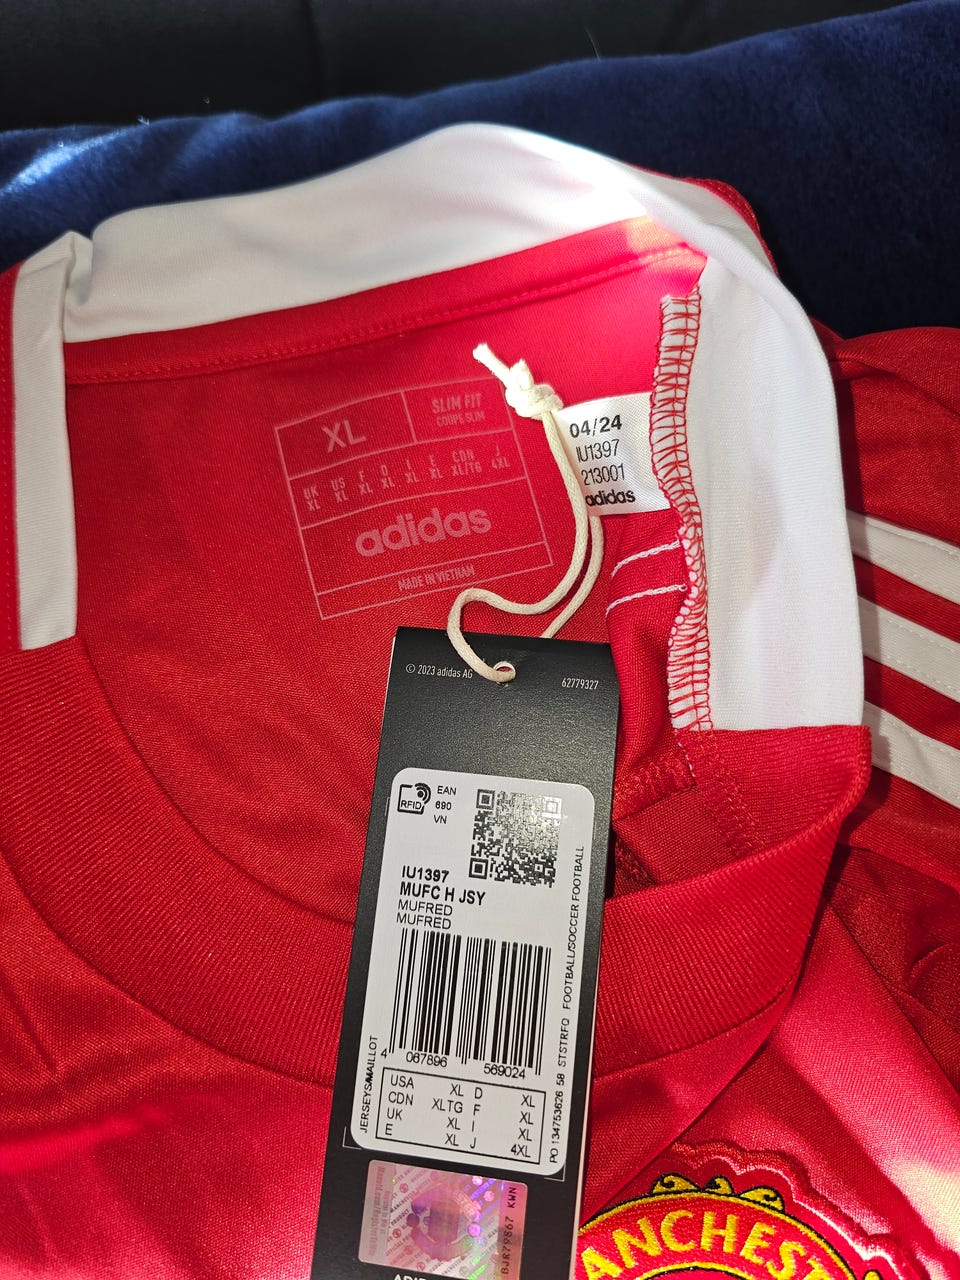 XL
SLIM FIT
COUPE SLIM
UK US F D I E CDN J
XL XL XL XL XL XL XL/TG 4XL
adidas
MADE IN VIETNAM
04/24
IU1397
213001
adidas
© 2023 adidas AG
62779327
RFID
EAN
690
VN
IU1397
MUFC H JSY
MUFRED
MUFRED
4 067896 569024
JERSEYS/MAILLOT
PO 134753626 58 STSTRFQ FOOTBALL/SOCCER FOOTBALL
USA XL D XL
CDN XLTG F XL
UK XL I XL
E XL J 4XL
BJR79867 KWN